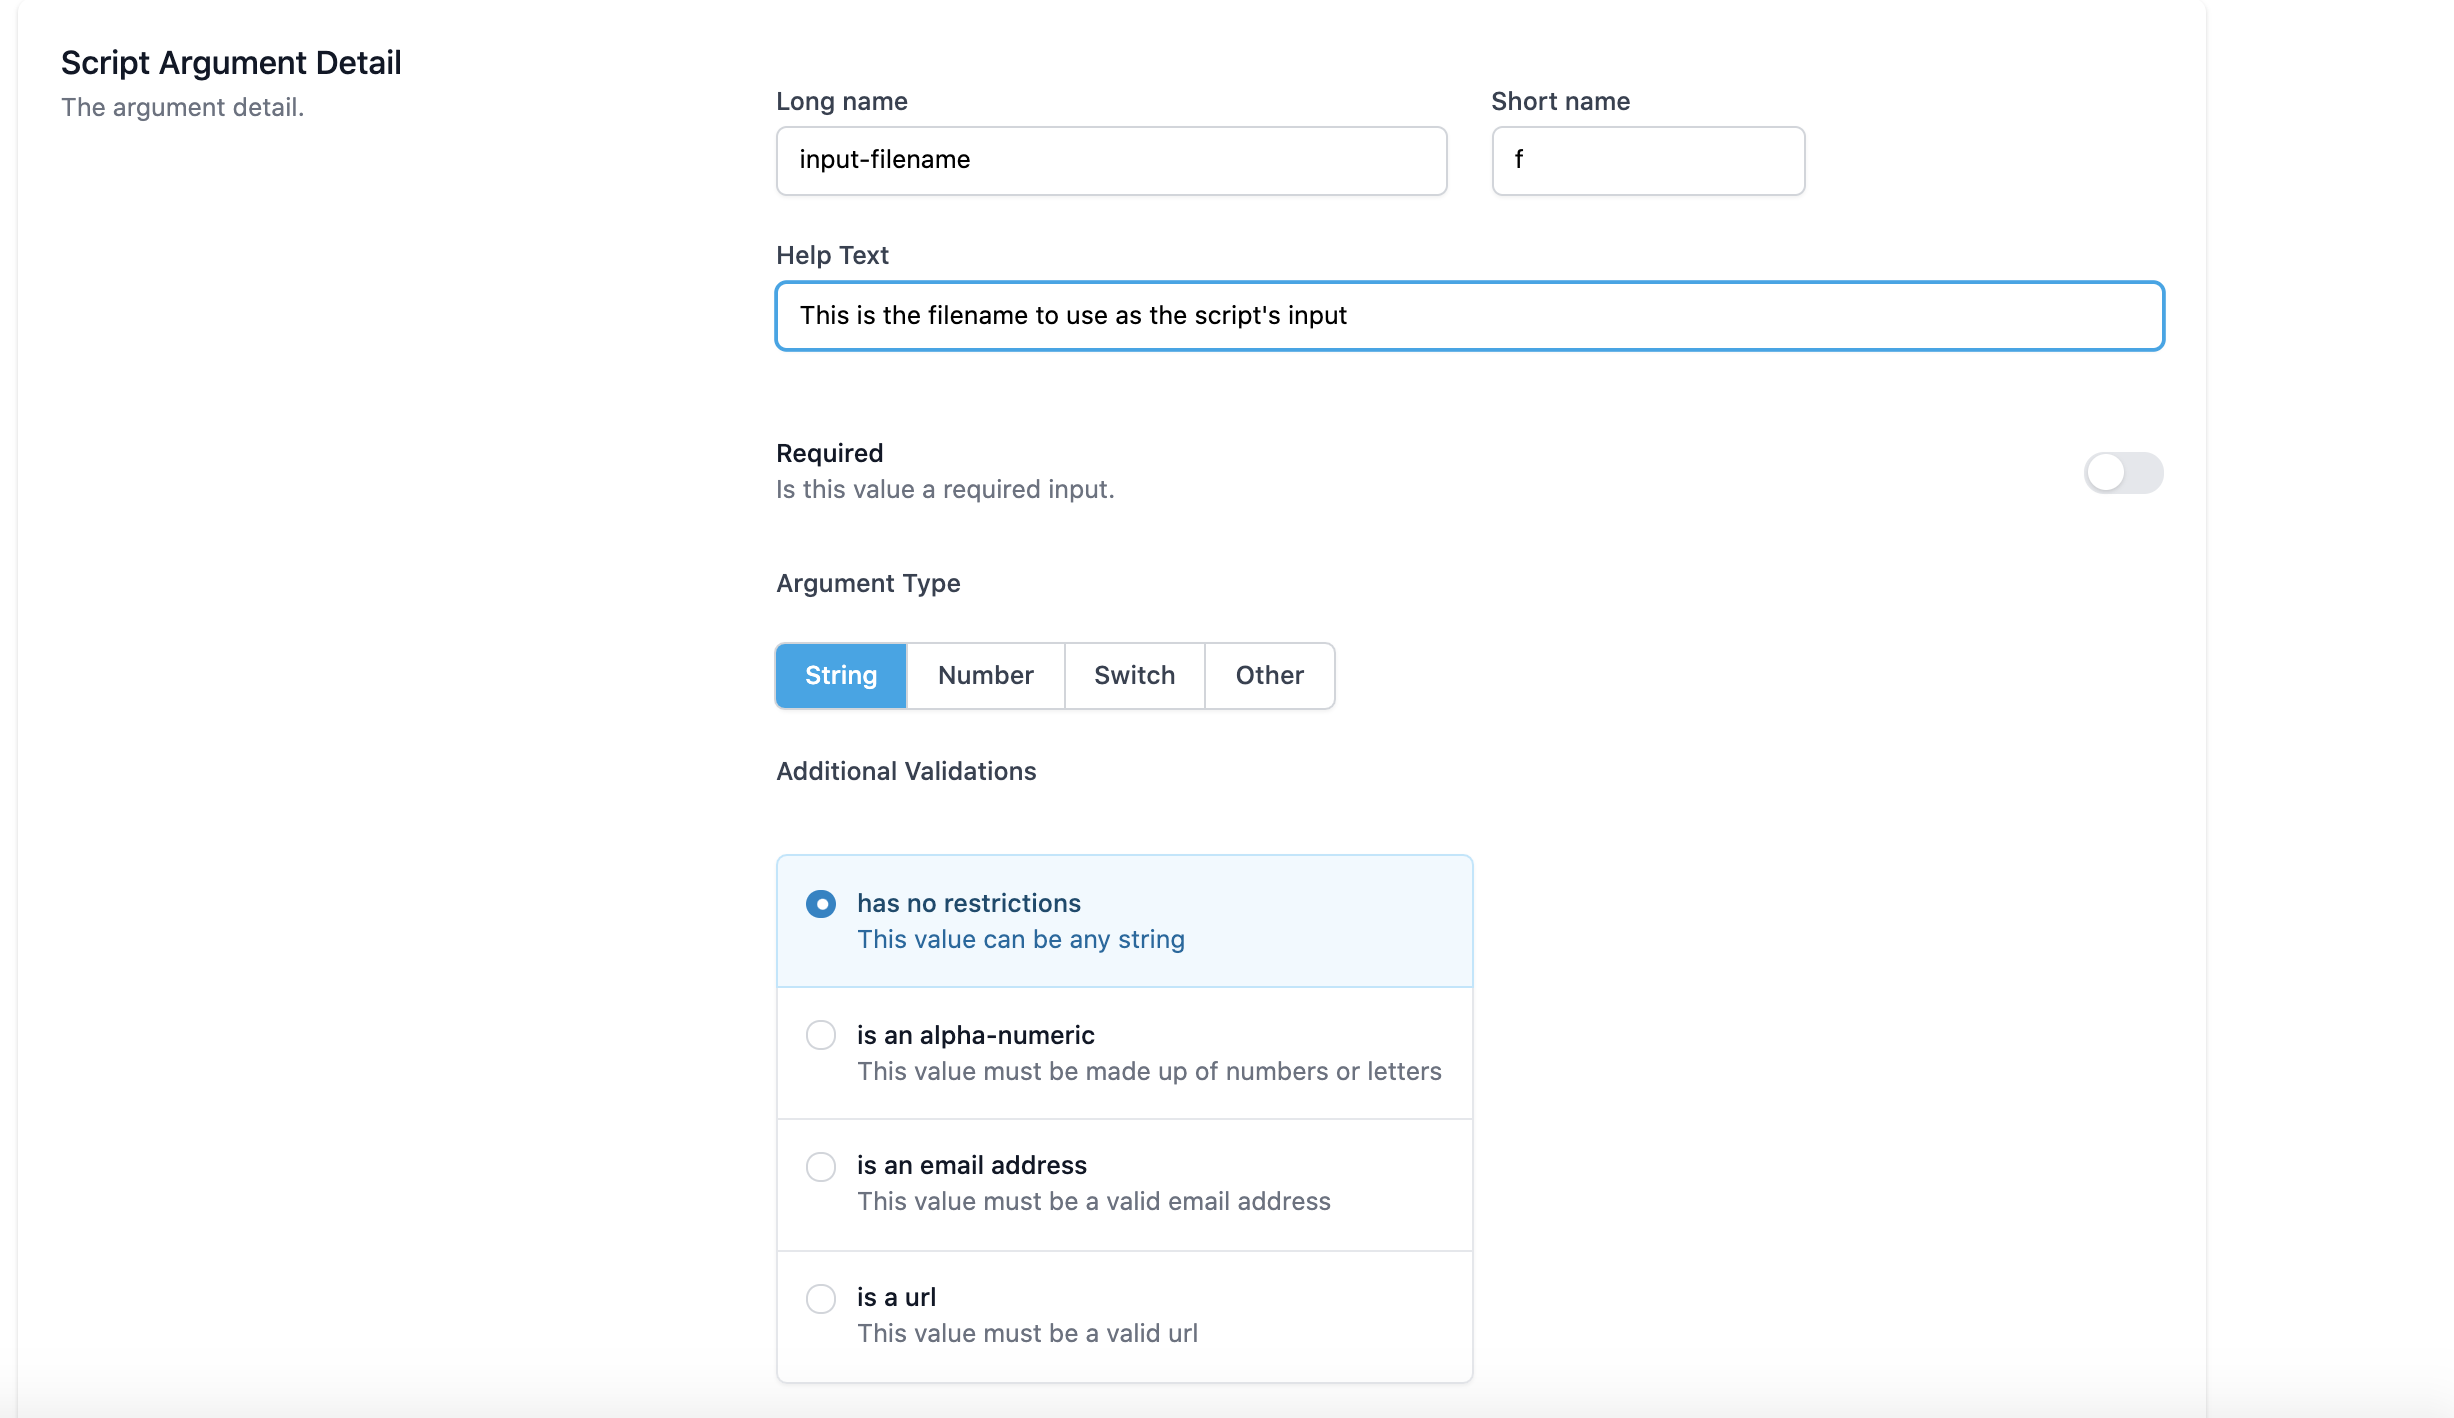 Script Argument Detail
The argument detail.
Long name
Short name
input-filename
f
Help Text
This is the filename to use as the script's input
Required
Is this value a required input.
Argument Type
String
Number
Switch
Other
Additional Validations
has no restrictions
This value can be any string
is an alpha-numeric
This value must be made up of numbers or letters
is an email address
This value must be a valid email address
is a url
This value must be a valid url